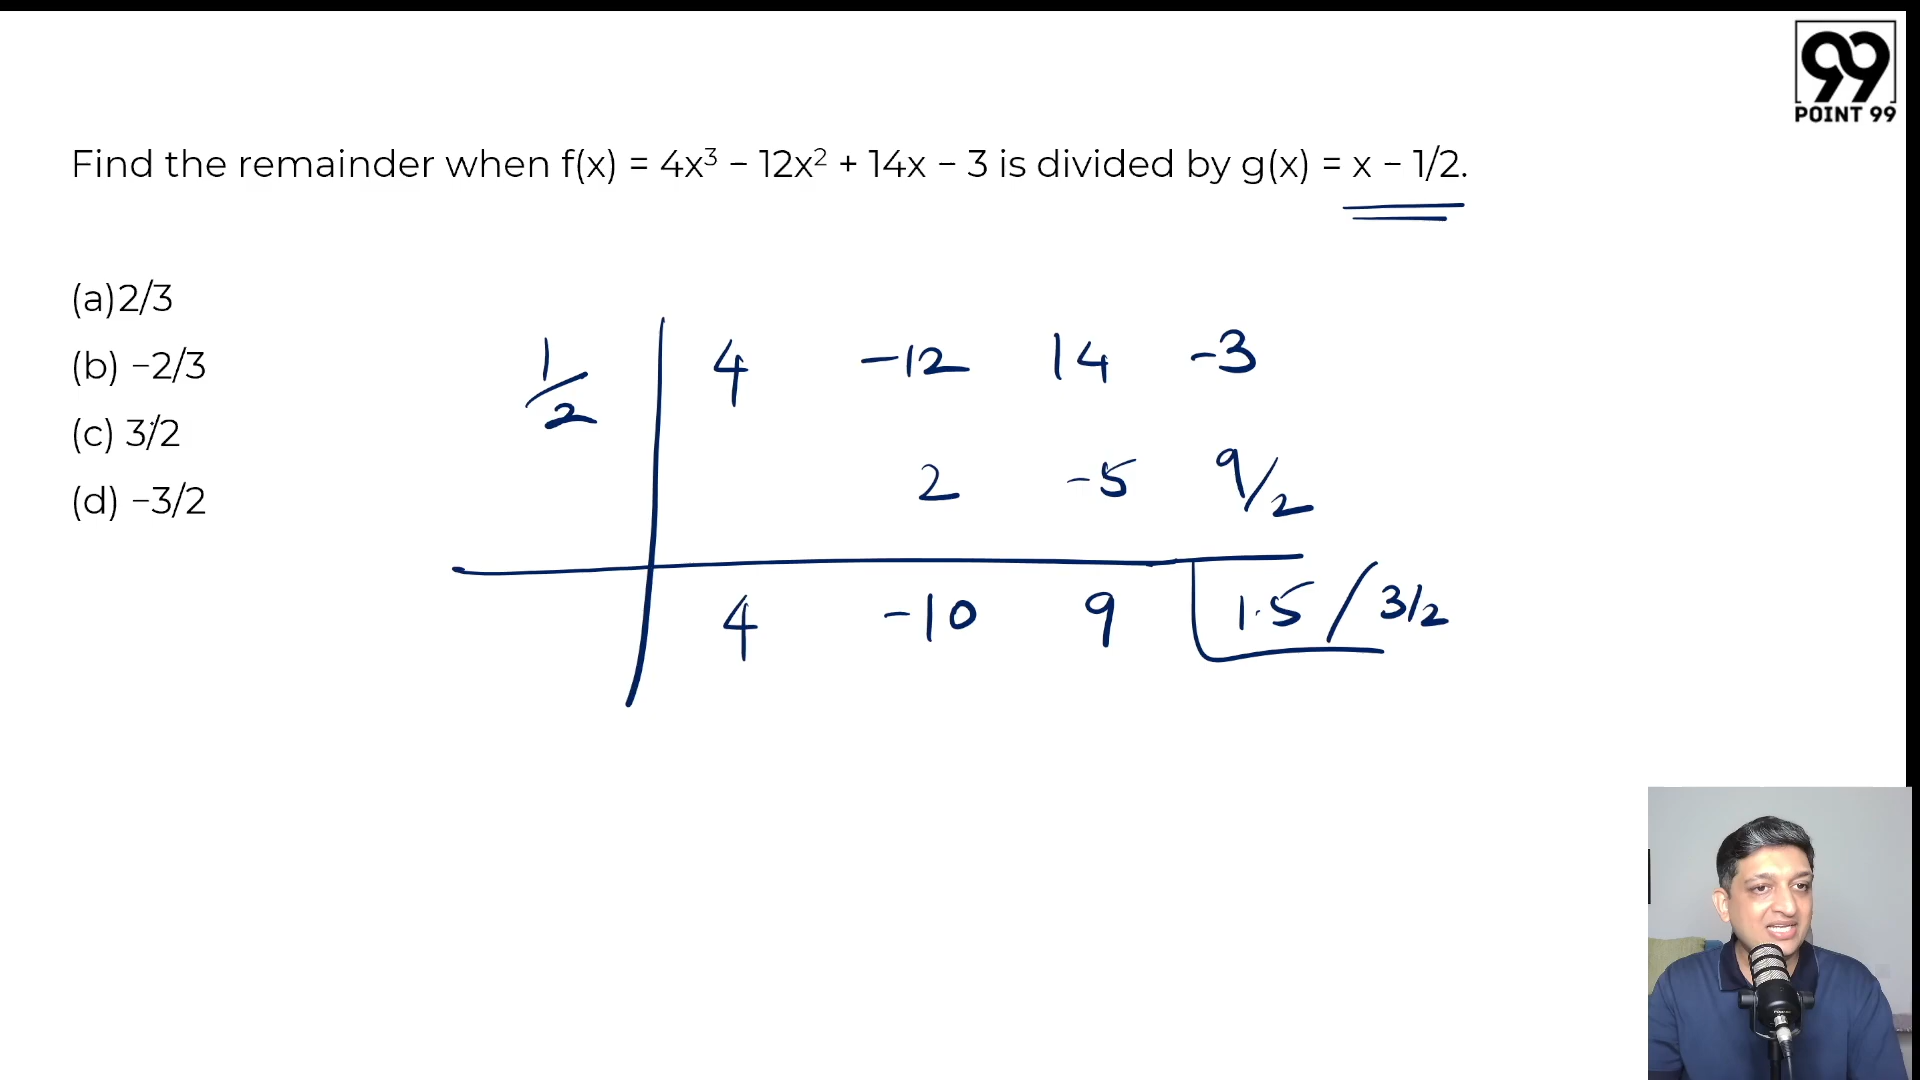 99
POINT 99
Find the remainder when f(x) = 4x³ − 12x² + 14x − 3 is divided by g(x) = x − 1/2.
(a)2/3
(b) −2/3
(c) 3/2
(d) −3/2
1/2 4 -12 14 -3
2 -5 9/2
4 -10 9 1.5 / 3/2